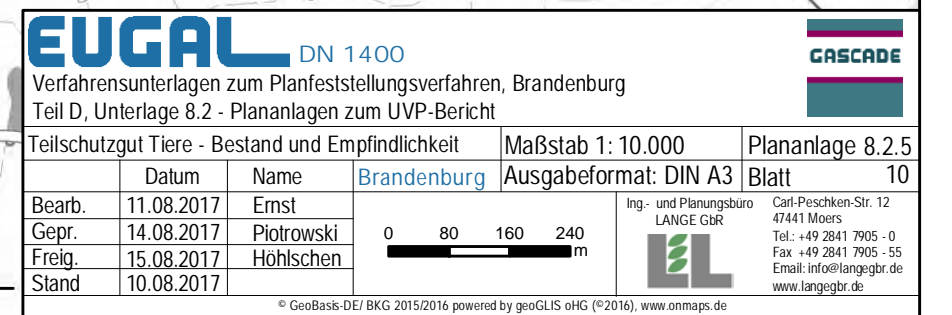 EUGAL DN 1400
GASCADE
Verfahrensunterlagen zum Planfeststellungsverfahren, Brandenburg
Teil D, Unterlage 8.2 - Plananlagen zum UVP-Bericht
Teilschutzgut Tiere - Bestand und Empfindlichkeit Maßstab 1: 10.000 Plananlage 8.2.5
Datum Name Brandenburg Ausgabeformat: DIN A3 Blatt 10
Bearb. 11.08.2017 Ernst
Gepr. 14.08.2017 Piotrowski
Freig. 15.08.2017 Höhlschen
Stand 10.08.2017
0 80 160 240
m
Ing.- und Planungsbüro
LANGE GbR
Carl-Peschken-Str. 12
47441 Moers
Tel.: +49 2841 7905 - 0
Fax +49 2841 7905 - 55
Email: info@langegbr.de
www.langegbr.de
© GeoBasis-DE/ BKG 2015/2016 powered by geoGLIS oHG (©2016), www.onmaps.de